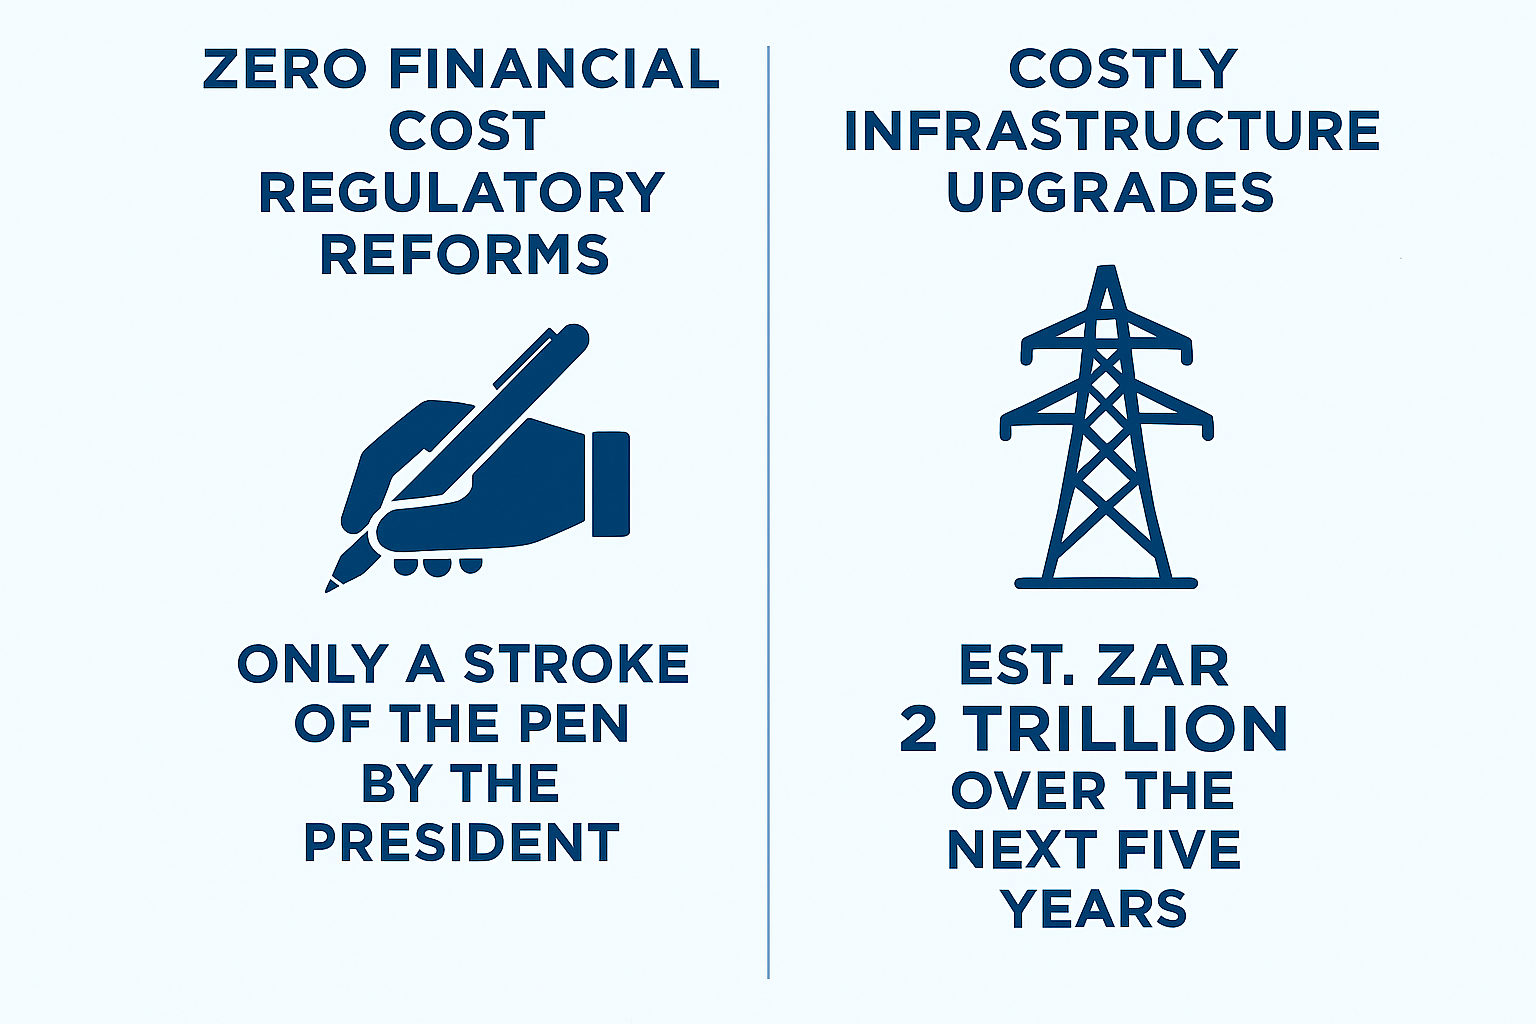 ZERO FINANCIAL
COST
REGULATORY
REFORMS
ONLY A STROKE
OF THE PEN
BY THE
PRESIDENT
COSTLY
INFRASTRUCTURE
UPGRADES
EST. ZAR
2 TRILLION
OVER THE
NEXT FIVE
YEARS